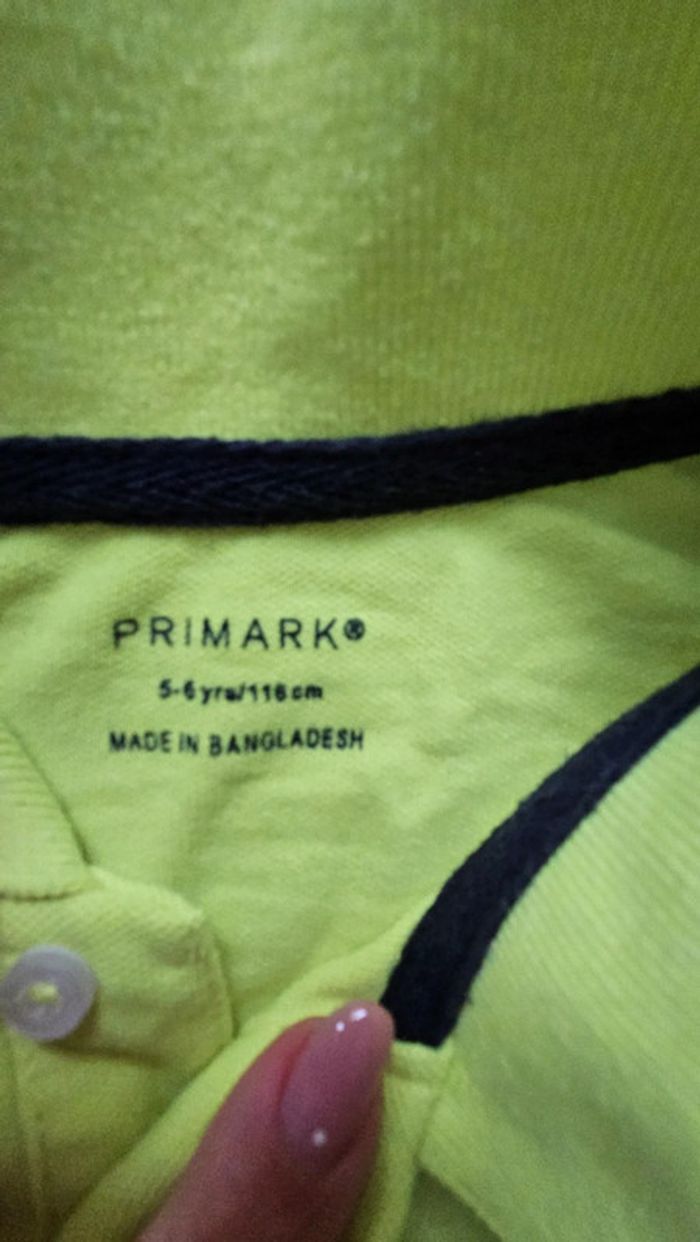 PRIMARK®
5-6 yrs/116 cm
MADE IN BANGLADESH